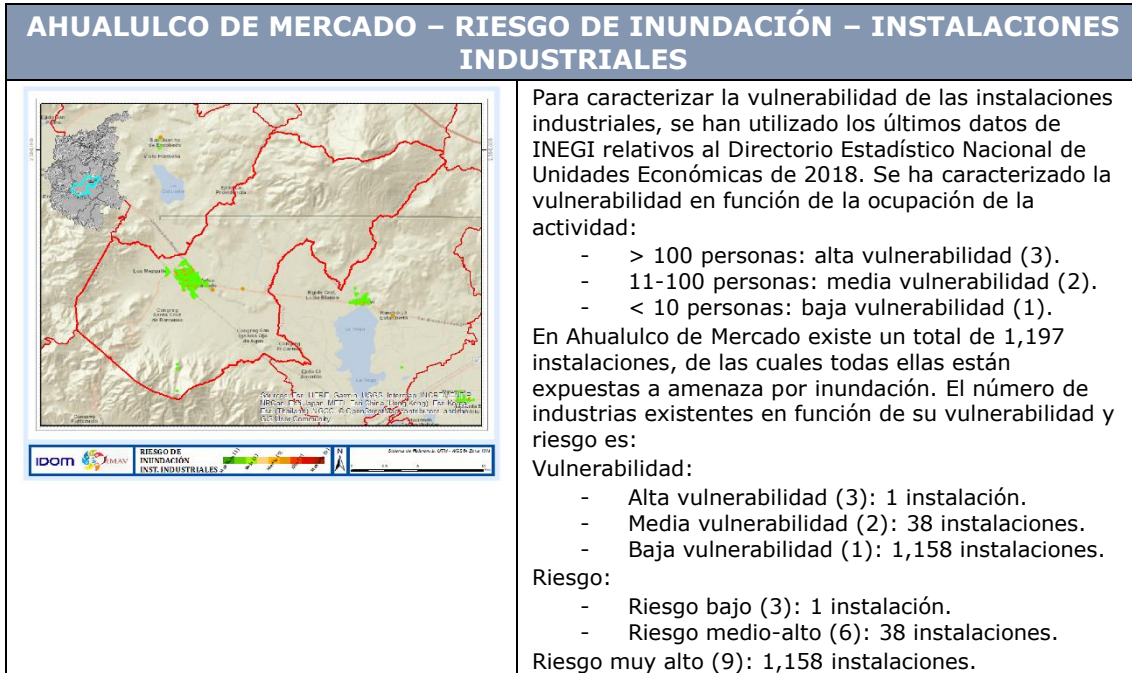 AHUALULCO DE MERCADO – RIESGO DE INUNDACIÓN – INSTALACIONES
INDUSTRIALES
La Vega
La Vega
IDOM
RIESGO DE
INUNDACIÓN
INST. INDUSTRIALES
N
Para caracterizar la vulnerabilidad de las instalaciones
industriales, se han utilizado los últimos datos de
INEGI relativos al Directorio Estadístico Nacional de
Unidades Económicas de 2018. Se ha caracterizado la
vulnerabilidad en función de la ocupación de la
actividad:
- > 100 personas: alta vulnerabilidad (3).
- 11-100 personas: media vulnerabilidad (2).
- < 10 personas: baja vulnerabilidad (1).
En Ahualulco de Mercado existe un total de 1,197
instalaciones, de las cuales todas ellas están
expuestas a amenaza por inundación. El número de
industrias existentes en función de su vulnerabilidad y
riesgo es:
Vulnerabilidad:
- Alta vulnerabilidad (3): 1 instalación.
- Media vulnerabilidad (2): 38 instalaciones.
- Baja vulnerabilidad (1): 1,158 instalaciones.
Riesgo:
- Riesgo bajo (3): 1 instalación.
- Riesgo medio-alto (6): 38 instalaciones.
Riesgo muy alto (9): 1,158 instalaciones.